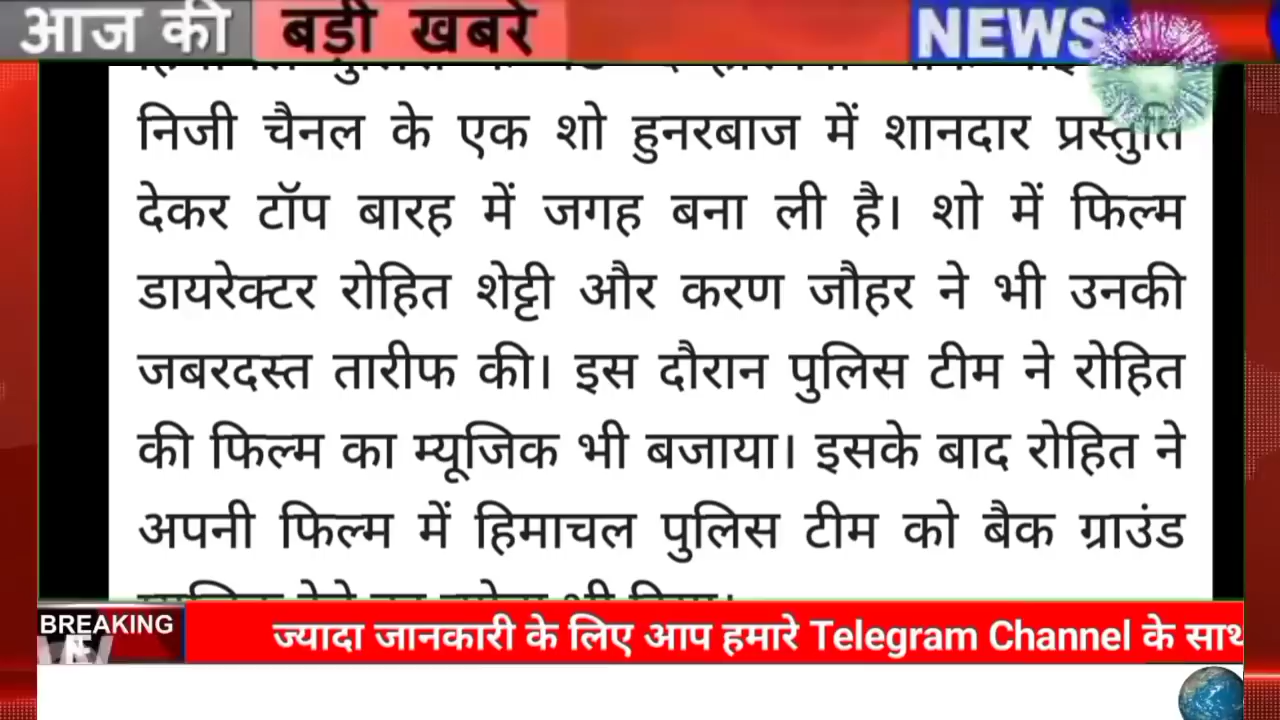 आज की बड़ी खबरे NEWS
निजी चैनल के एक शो हुनरबाज में शानदार प्रस्तुति
देकर टॉप बारह में जगह बना ली है। शो में फिल्म
डायरेक्टर रोहित शेट्टी और करण जौहर ने भी उनकी
जबरदस्त तारीफ की। इस दौरान पुलिस टीम ने रोहित
की फिल्म का म्यूजिक भी बजाया। इसके बाद रोहित ने
अपनी फिल्म में हिमाचल पुलिस टीम को बैक ग्राउंड
BREAKING
ज्यादा जानकारी के लिए आप हमारे Telegram Channel के साथ